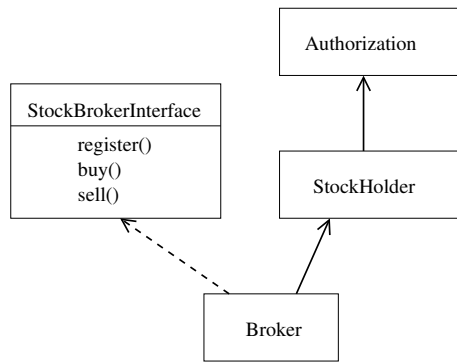 Authorization
StockBrokerInterface
register()
buy()
sell()
StockHolder
Broker